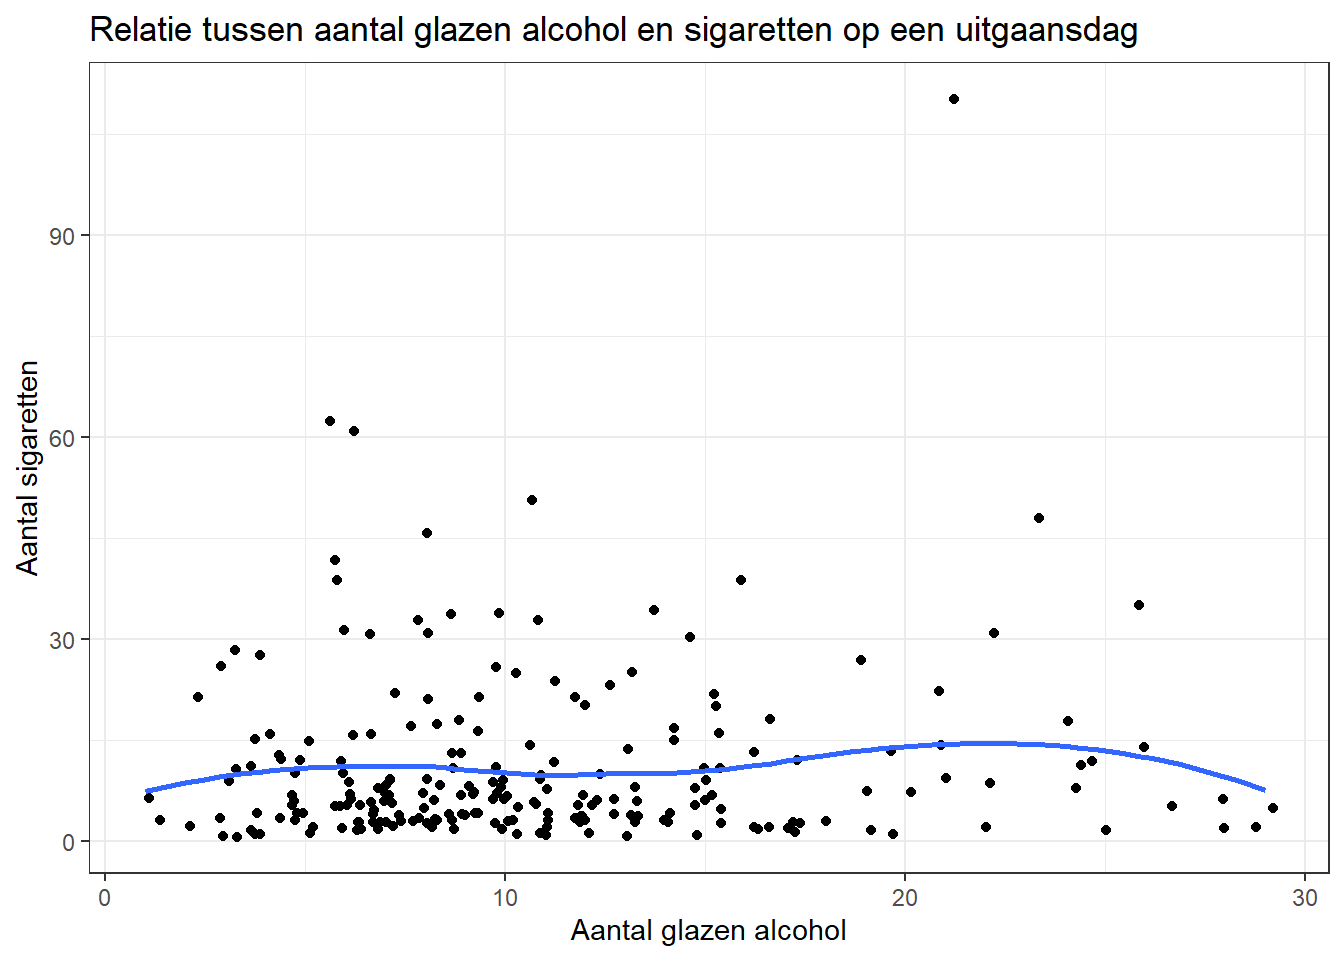 Relatie tussen aantal glazen alcohol en sigaretten op een uitgaansdag
Aantal sigaretten
90
60
30
0
0 10 20 30
Aantal glazen alcohol